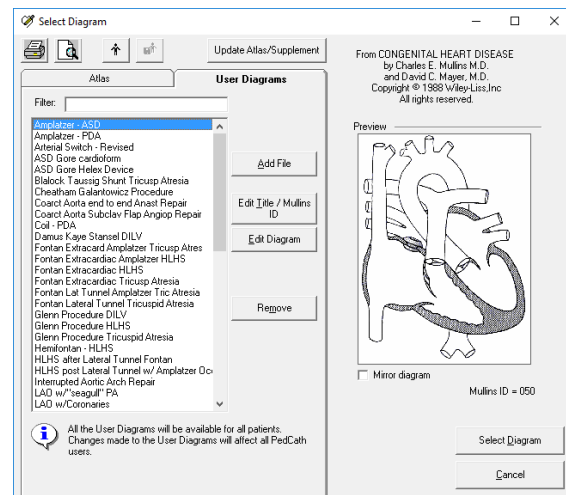 Select Diagram
Update Atlas/Supplement
Atlas
User Diagrams
Filter:
Amplatzer - ASD
Amplatzer - PDA
Arterial Switch - Revised
ASD Gore cardioform
ASD Gore Helex Device
Blalock Taussig Shunt Tricusp Atresia
Cheatham Galantowicz Procedure
Coarct Aorta end to end Anast Repair
Coarct Aorta Subclav Flap Angiop Repair
Coil - PDA
Damus Kaye Stansel DILV
Fontan Extracard Amplatzer Tricusp Atres
Fontan Extracardiac Amplatzer HLHS
Fontan Extracardiac HLHS
Fontan Extracardiac Tricusp Atresia
Fontan Lat Tunnel Amplatzer Tric Atresia
Fontan Lateral Tunnel Tricuspid Atresia
Glenn Procedure DILV
Glenn Procedure HLHS
Glenn Procedure Tricuspid Atresia
Hemifontan - HLHS
HLHS after Lateral Tunnel Fontan
HLHS post Lateral Tunnel w/ Amplatzer Oc
Interrupted Aortic Arch Repair
LAO w/"seagull" PA
LAO w/Coronaries
Add File
Edit Title / Mullins
ID
Edit Diagram
Remove
All the User Diagrams will be available for all patients.
Changes made to the User Diagrams will affect all PedCath
users.
From CONGENITAL HEART DISEASE
by Charles E. Mullins M.D.
and David C. Mayer, M.D.
Copyright © 1988 Wiley-Liss,Inc
All rights reserved.
Preview
Mirror diagram
Mullins ID = 050
Select Diagram
Cancel